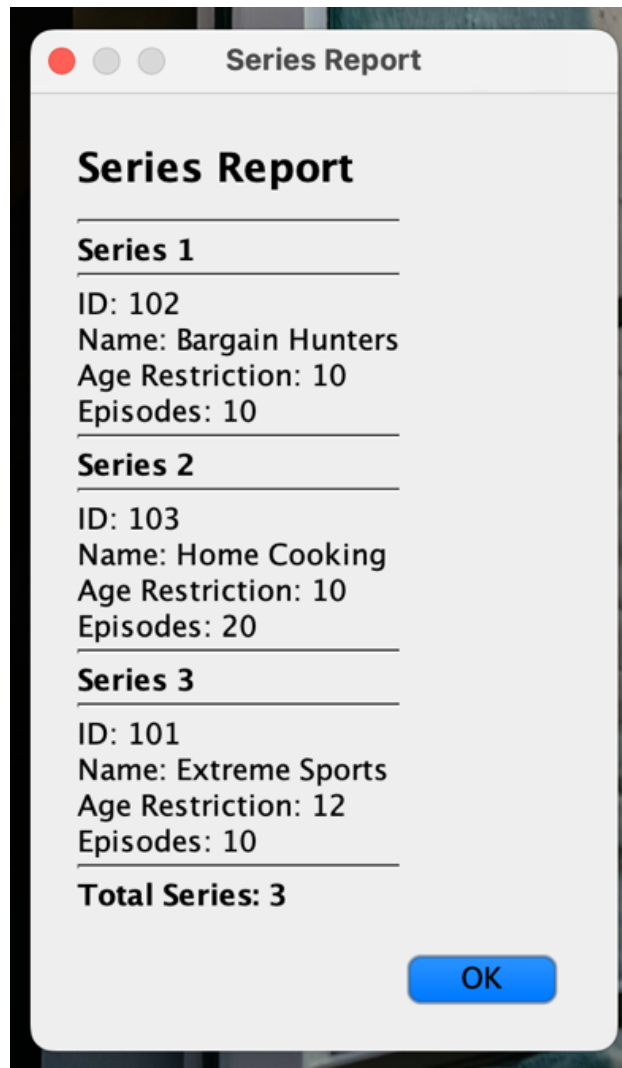 Series Report
Series Report
Series 1
ID: 102
Name: Bargain Hunters
Age Restriction: 10
Episodes: 10
Series 2
ID: 103
Name: Home Cooking
Age Restriction: 10
Episodes: 20
Series 3
ID: 101
Name: Extreme Sports
Age Restriction: 12
Episodes: 10
Total Series: 3
OK